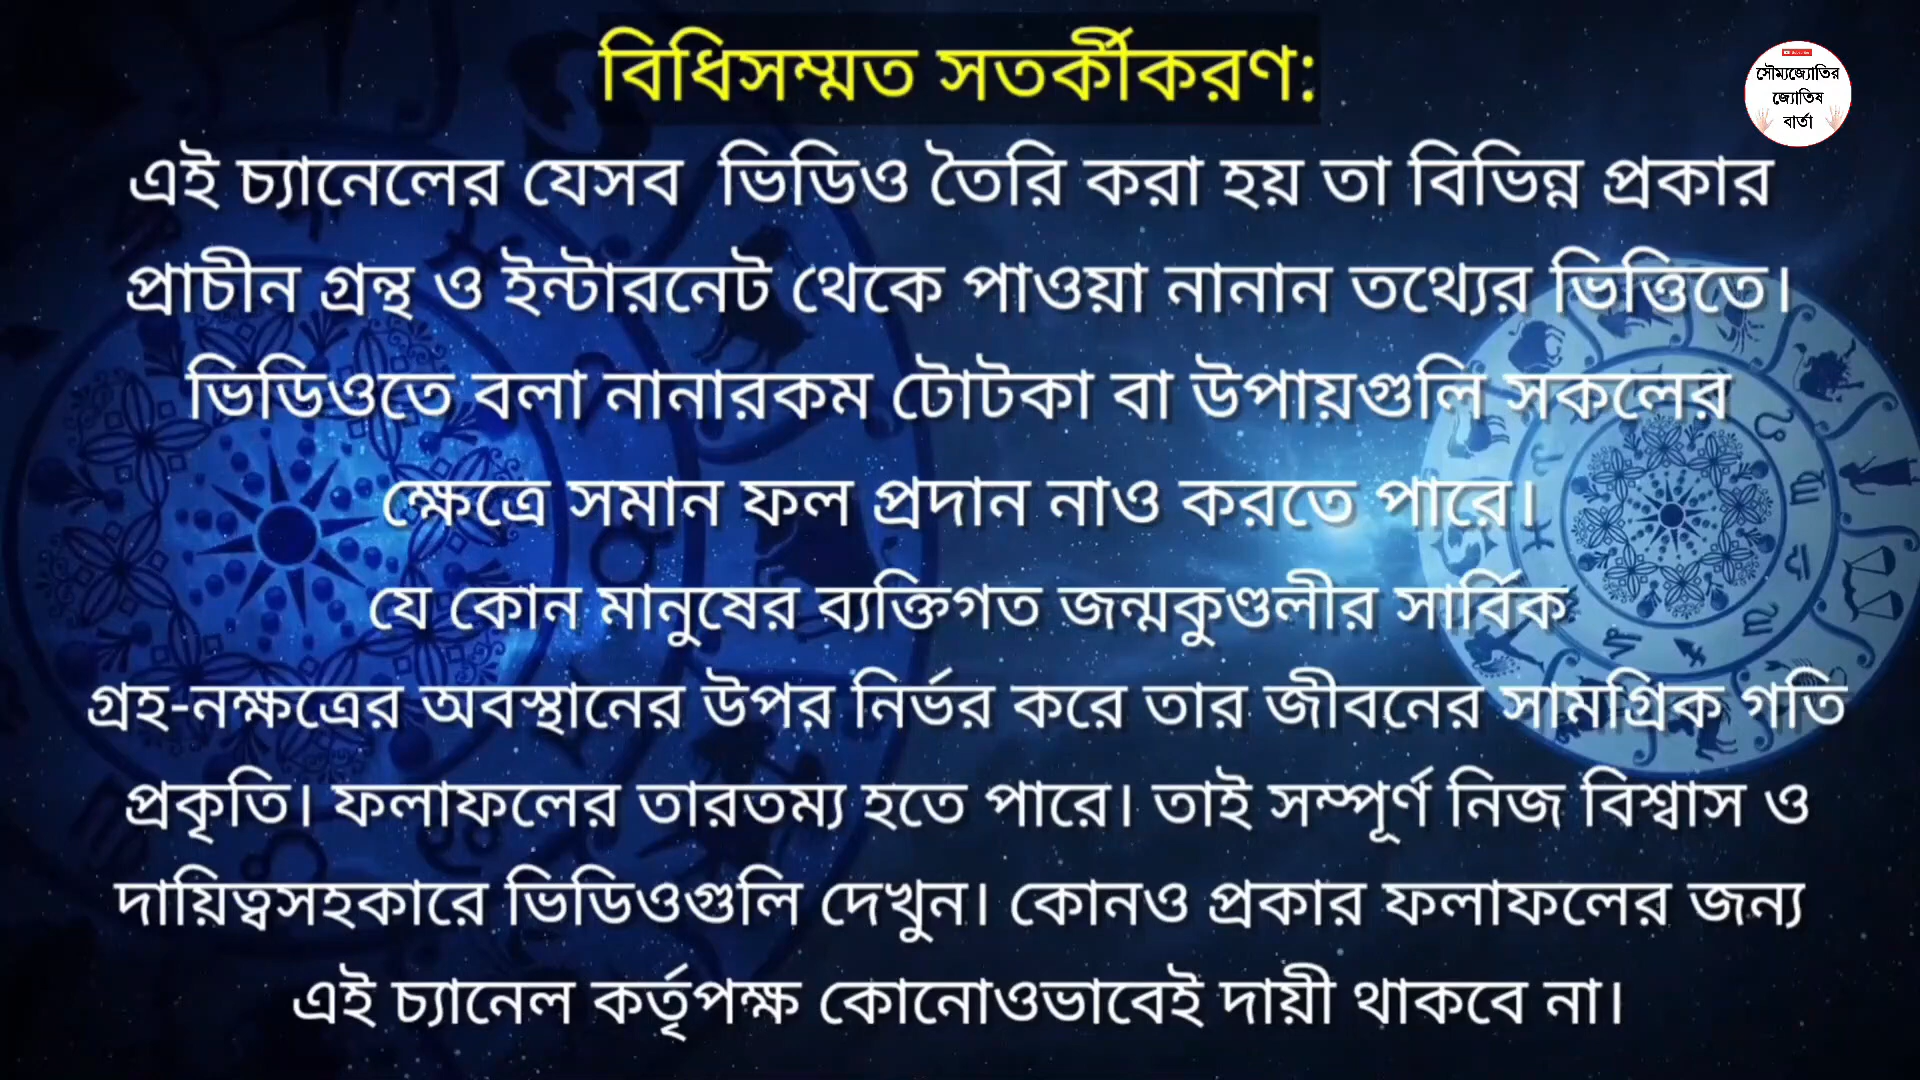 বিধিসম্মত সতর্কীকরণ:
Subscribe
সৌম্যজ্যোতির
জ্যোতিষ
বার্তা
এই চ্যানেলের যেসব ভিডিও তৈরি করা হয় তা বিভিন্ন প্রকার
প্রাচীন গ্রন্থ ও ইন্টারনেট থেকে পাওয়া নানান তথ্যের ভিত্তিতে।
ভিডিওতে বলা নানারকম টোটকা বা উপায়গুলি সকলের
ক্ষেত্রে সমান ফল প্রদান নাও করতে পারে।
যে কোন মানুষের ব্যক্তিগত জন্মকুণ্ডলীর সার্বিক
গ্রহ-নক্ষত্রের অবস্থানের উপর নির্ভর করে তার জীবনের সামগ্রিক গতি
প্রকৃতি। ফলাফলের তারতম্য হতে পারে। তাই সম্পূর্ণ নিজ বিশ্বাস ও
দায়িত্বসহকারে ভিডিওগুলি দেখুন। কোনও প্রকার ফলাফলের জন্য
এই চ্যানেল কর্তৃপক্ষ কোনোওভাবেই দায়ী থাকবে না।